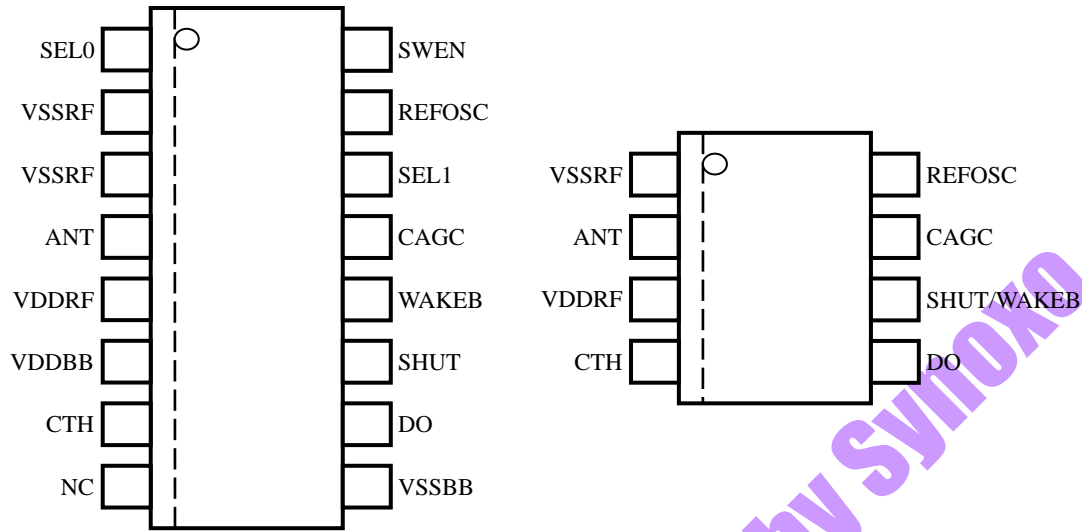 SEL0 SWEN
VSSRF REFOSC
VSSRF SEL1
ANT CAGC
VDDRF WAKEB
VDDBB SHUT
CTH DO
NC VSSBB
VSSRF REFOSC
ANT CAGC
VDDRF SHUT/WAKEB
CTH DO
by Synoxo